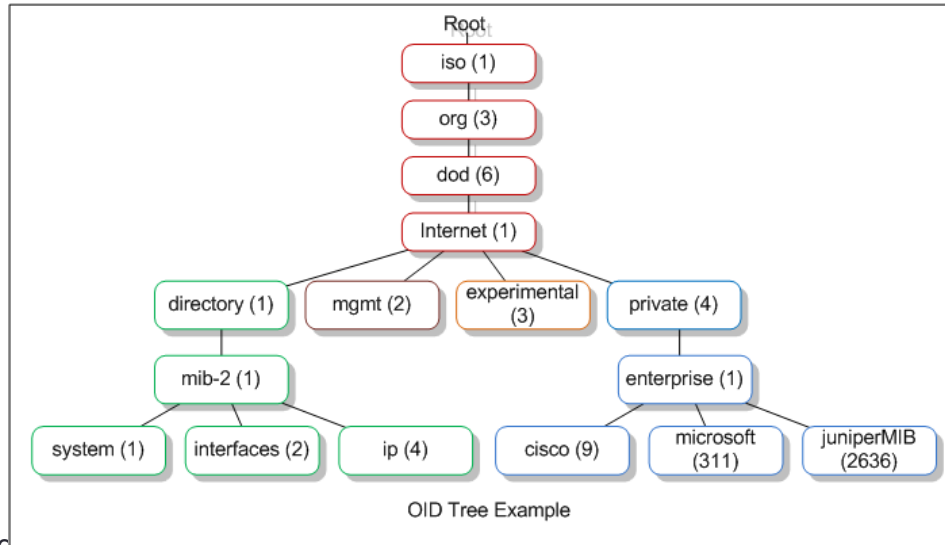 Root
iso (1)
org (3)
dod (6)
Internet (1)
directory (1)
mgmt (2)
experimental
(3)
private (4)
mib-2 (1)
enterprise (1)
system (1)
interfaces (2)
ip (4)
cisco (9)
microsoft
(311)
juniperMIB
(2636)
OID Tree Example